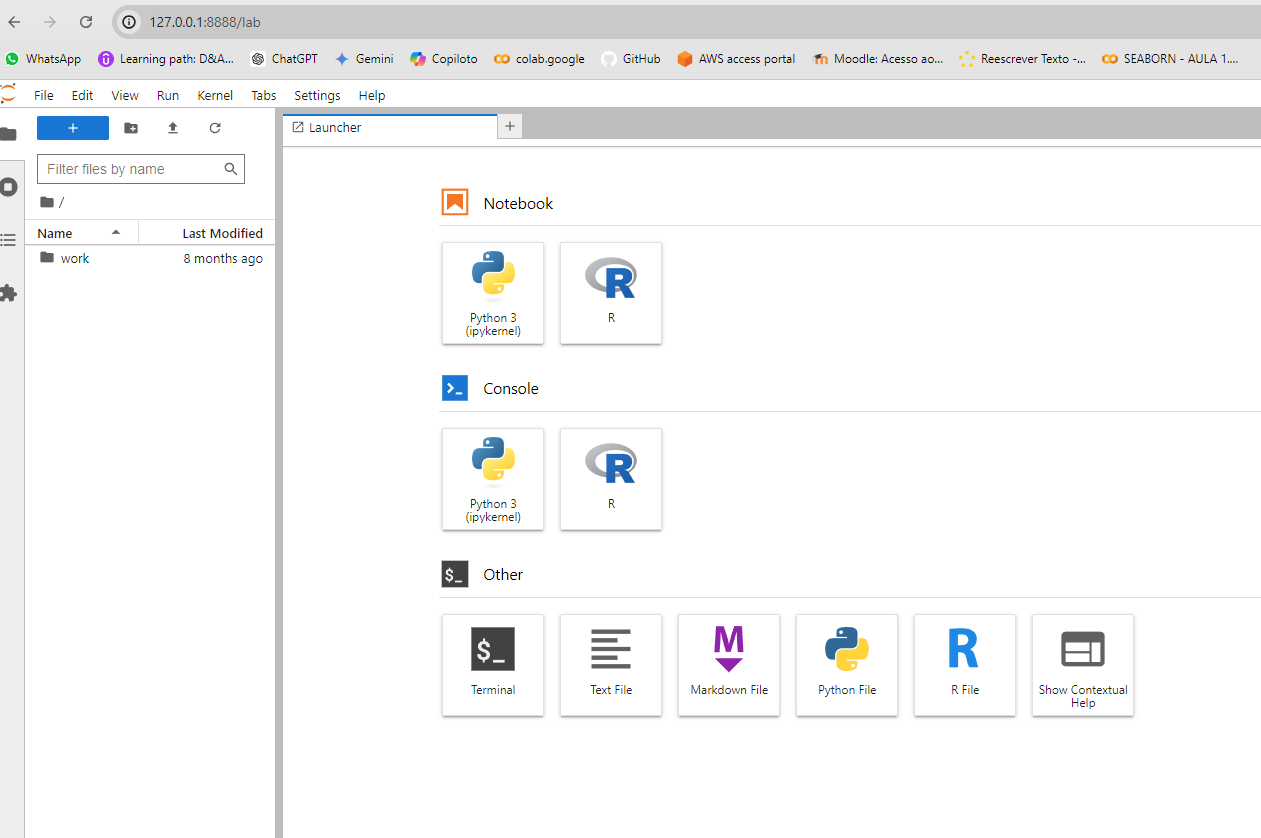 127.0.0.1:8888/lab
WhatsApp Learning path: D&A... ChatGPT Gemini Copiloto colab.google GitHub AWS access portal Moodle: Acesso ao... Reescrever Texto -... SEABORN - AULA 1....
File Edit View Run Kernel Tabs Settings Help
+
Launcher
+
Filter files by name
/
Name Last Modified
work 8 months ago
Notebook
Python 3
(ipykernel)
R
Console
Python 3
(ipykernel)
R
$_ Other
Terminal
Text File
Markdown File
Python File
R File
Show Contextual
Help